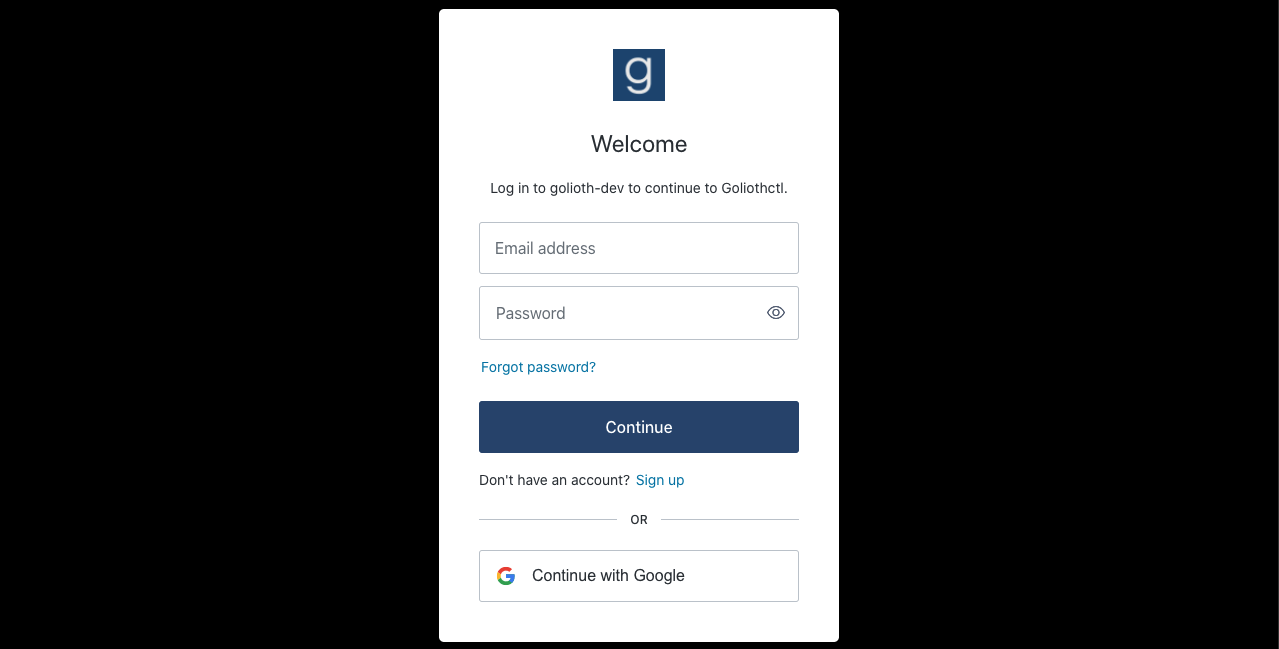 g
Welcome
Log in to golioth-dev to continue to Goliothctl.
Email address
Password
Forgot password?
Continue
Don't have an account? Sign up
OR
Continue with Google